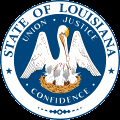 STATE OF LOUISIANA
UNION · JUSTICE
CONFIDENCE